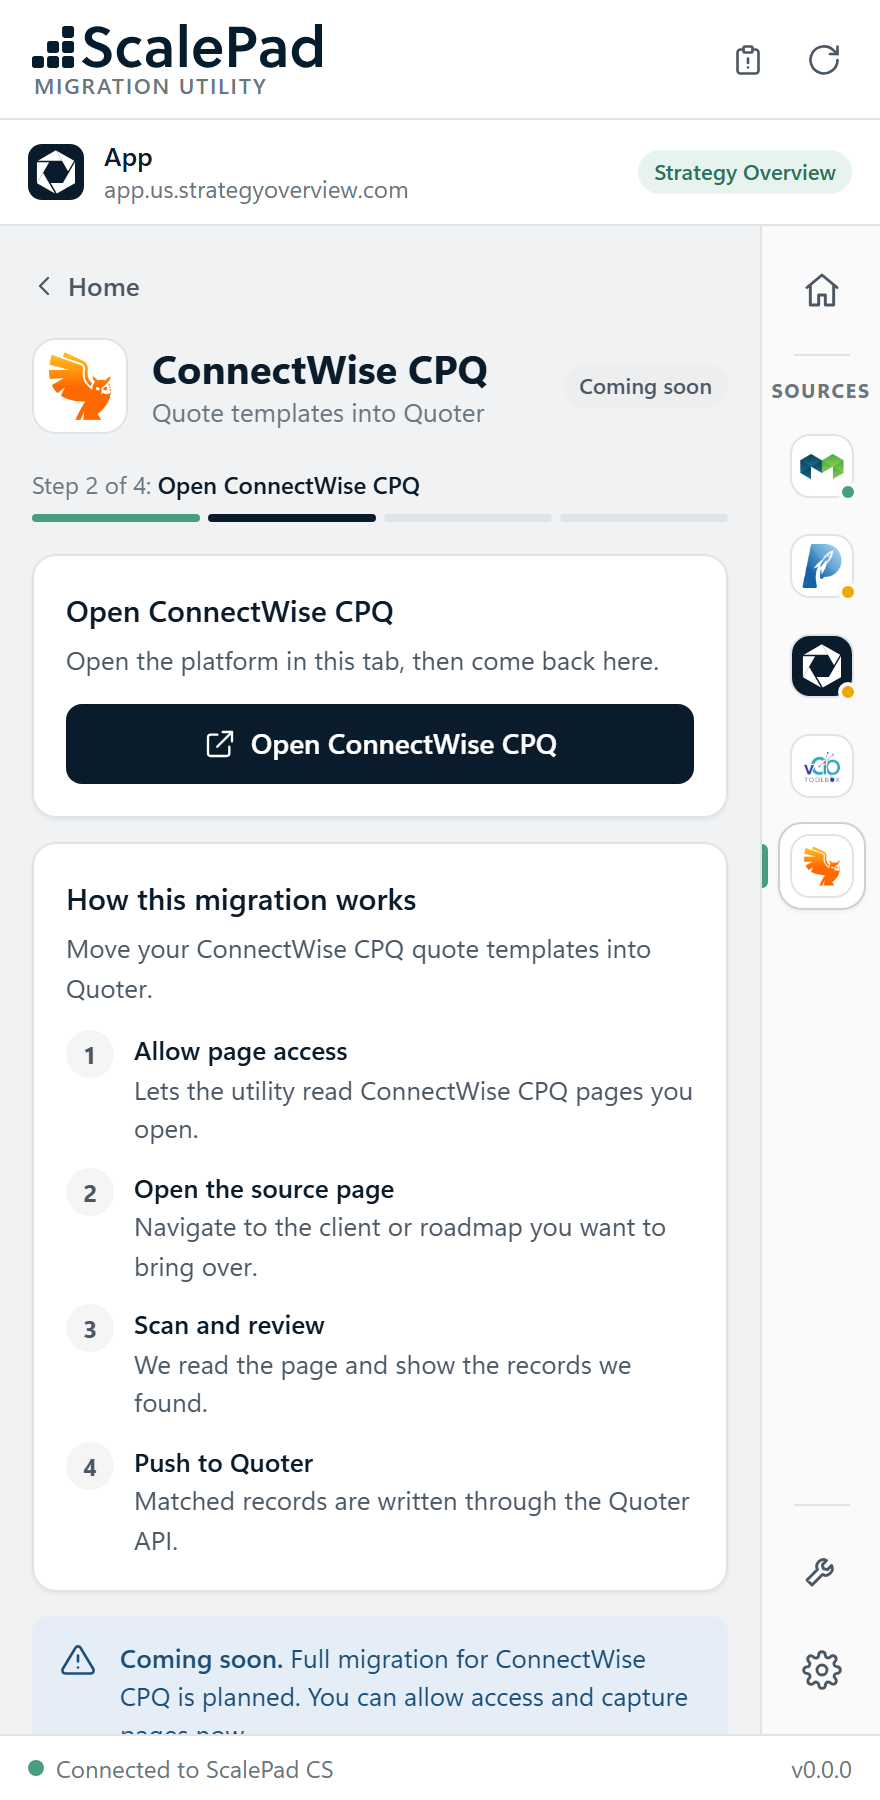 ScalePad
MIGRATION UTILITY
App
app.us.strategyoverview.com
Strategy Overview
Home
ConnectWise CPQ
Quote templates into Quoter
Coming soon
Step 2 of 4: Open ConnectWise CPQ
Open ConnectWise CPQ
Open the platform in this tab, then come back here.
Open ConnectWise CPQ
How this migration works
Move your ConnectWise CPQ quote templates into
Quoter.
1
Allow page access
Lets the utility read ConnectWise CPQ pages you
open.
2
Open the source page
Navigate to the client or roadmap you want to
bring over.
3
Scan and review
We read the page and show the records we
found.
4
Push to Quoter
Matched records are written through the Quoter
API.
Coming soon. Full migration for ConnectWise
CPQ is planned. You can allow access and capture
pages now.
SOURCES
vCIO
TOOLBOX
Connected to ScalePad CS
v0.0.0